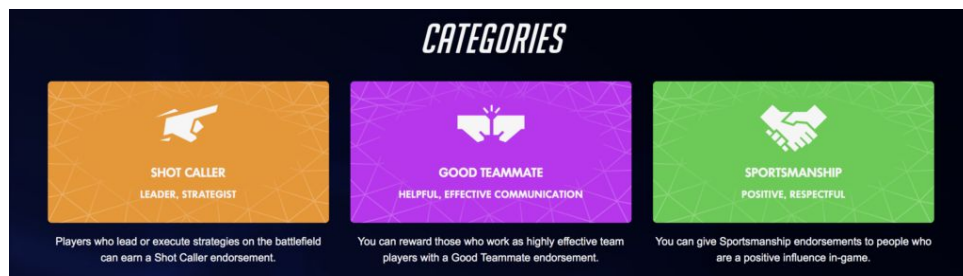 CATEGORIES
SHOT CALLER
LEADER, STRATEGIST
Players who lead or execute strategies on the battlefield
can earn a Shot Caller endorsement.
GOOD TEAMMATE
HELPFUL, EFFECTIVE COMMUNICATION
You can reward those who work as highly effective team
players with a Good Teammate endorsement.
SPORTSMANSHIP
POSITIVE, RESPECTFUL
You can give Sportsmanship endorsements to people who
are a positive influence in-game.